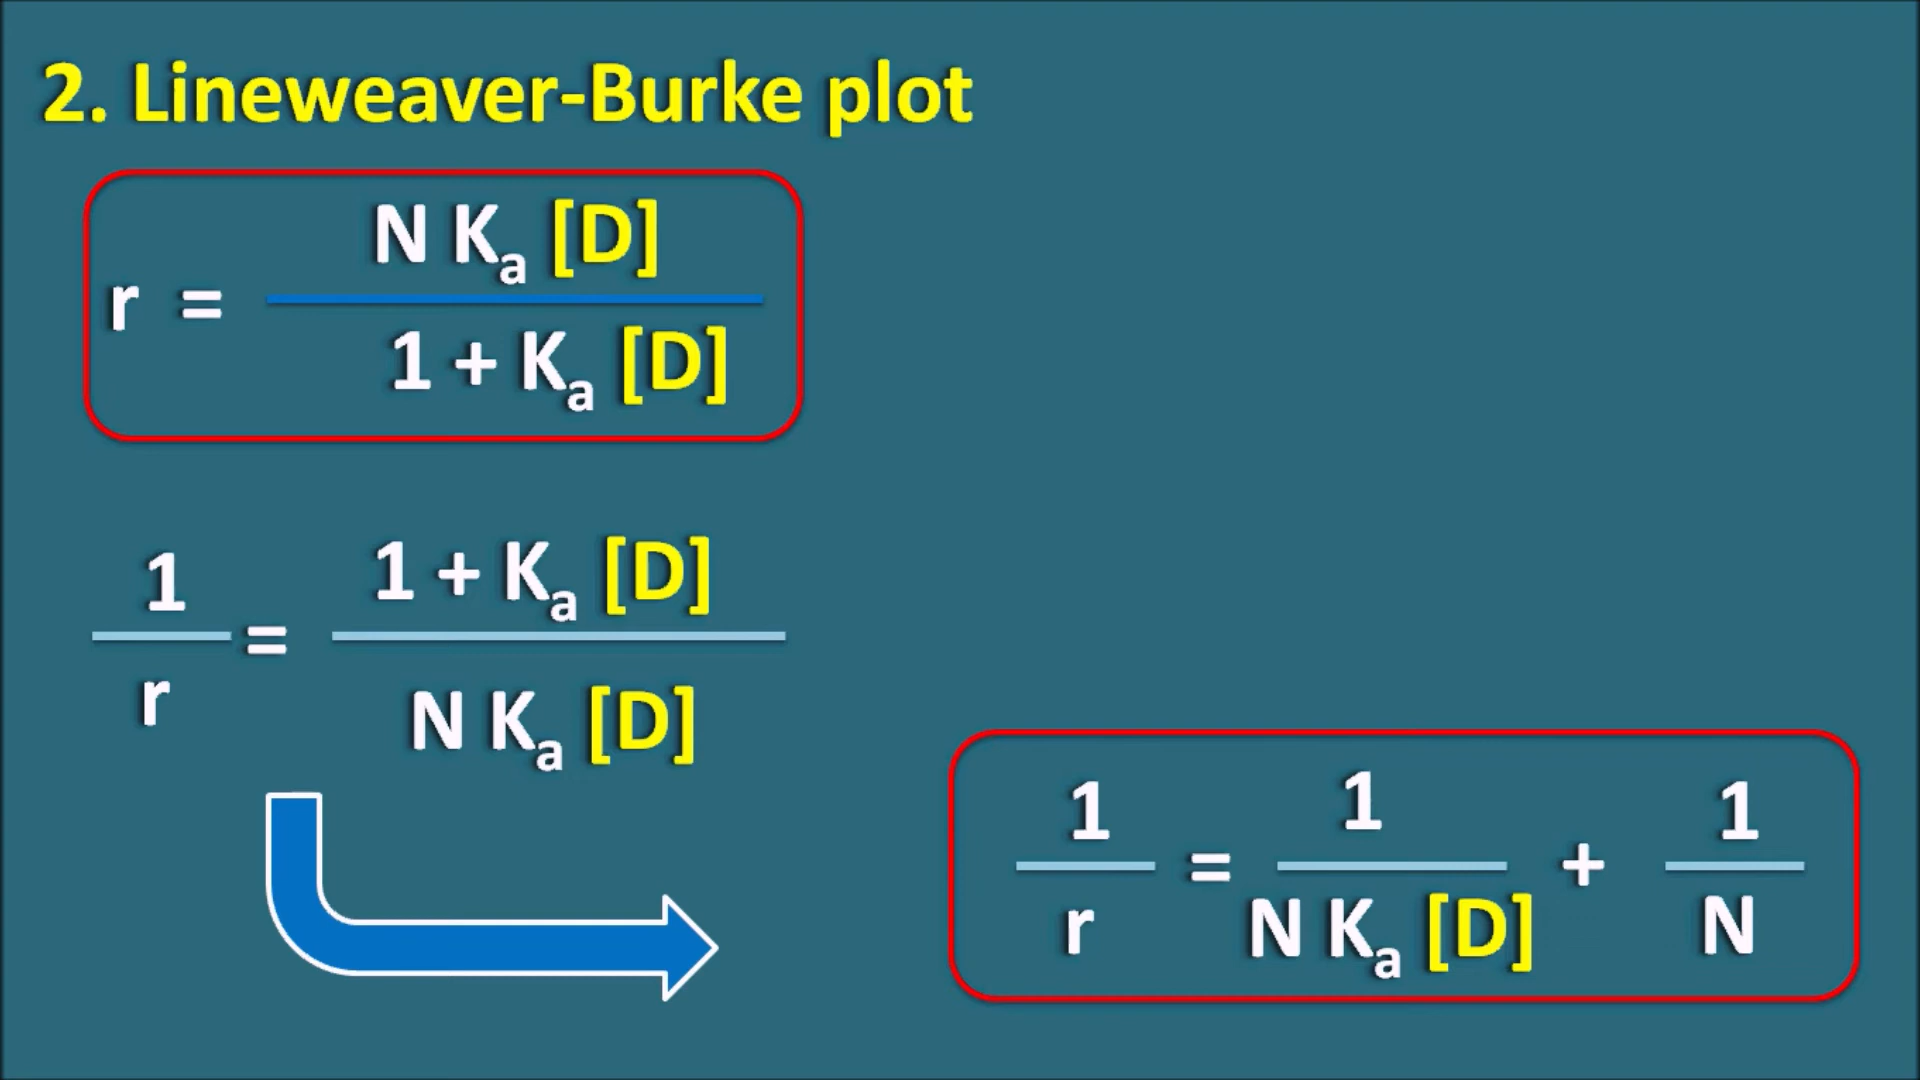 2. Lineweaver-Burke plot
N Kₐ [D]
r =
1 + Kₐ [D]
1
1 + Kₐ [D]
=
r
N Kₐ [D]
1
1
1
=
+
r
N Kₐ [D]
N